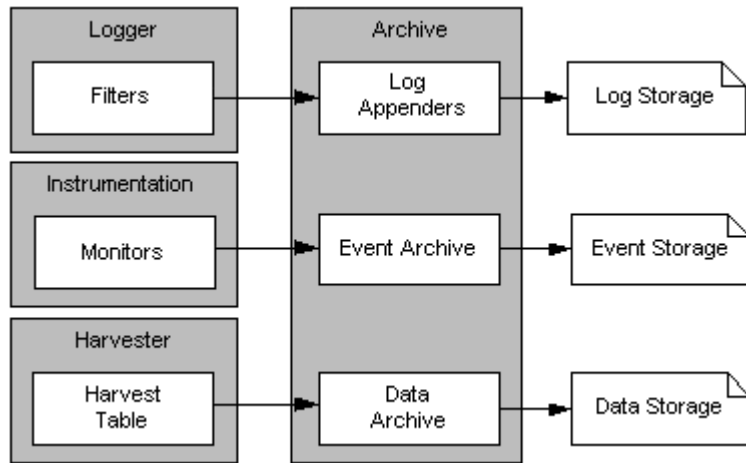 Logger
Archive
Filters
Log
Appenders
Log Storage
Instrumentation
Monitors
Event Archive
Event Storage
Harvester
Harvest
Table
Data
Archive
Data Storage